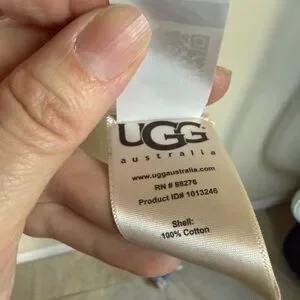 UGG
australia
www.uggaustralia.com
RN # 88276
Product ID# 1013246
Shell:
100% Cotton